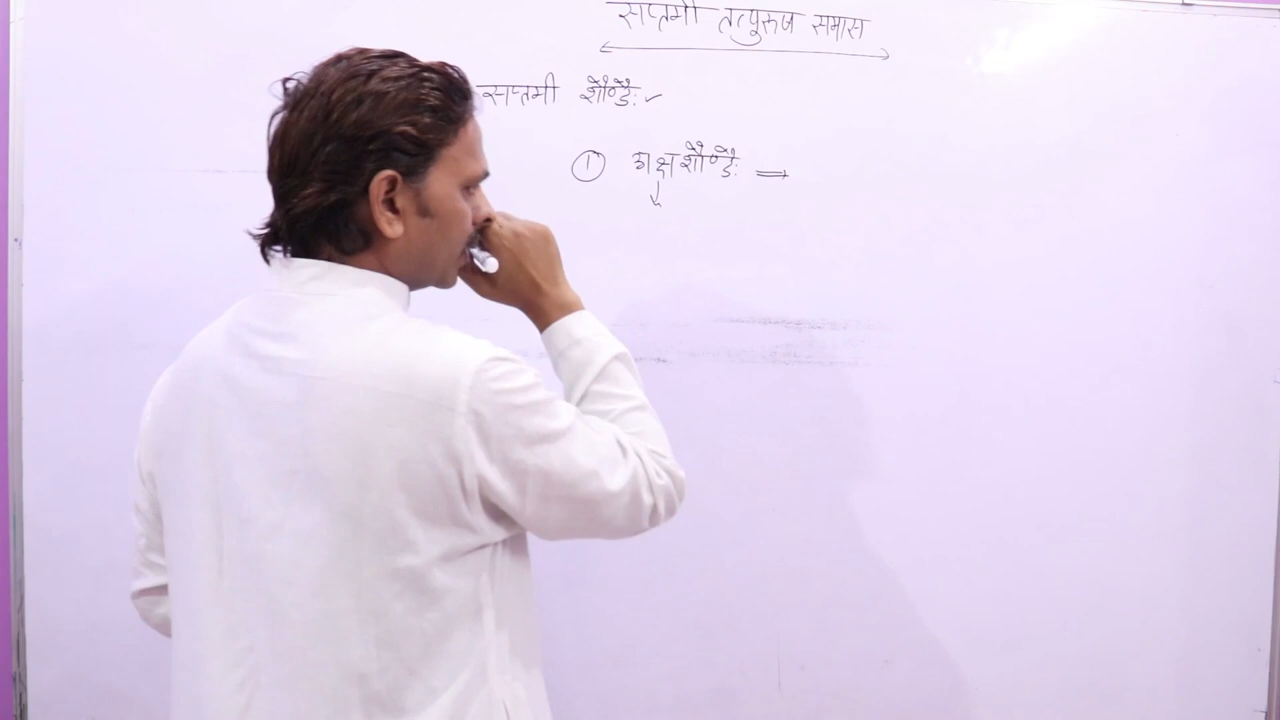 सप्तमी तत्पुरुष समास
सप्तमी शौण्डैः ✓
① अक्षशौण्डैः ⇒